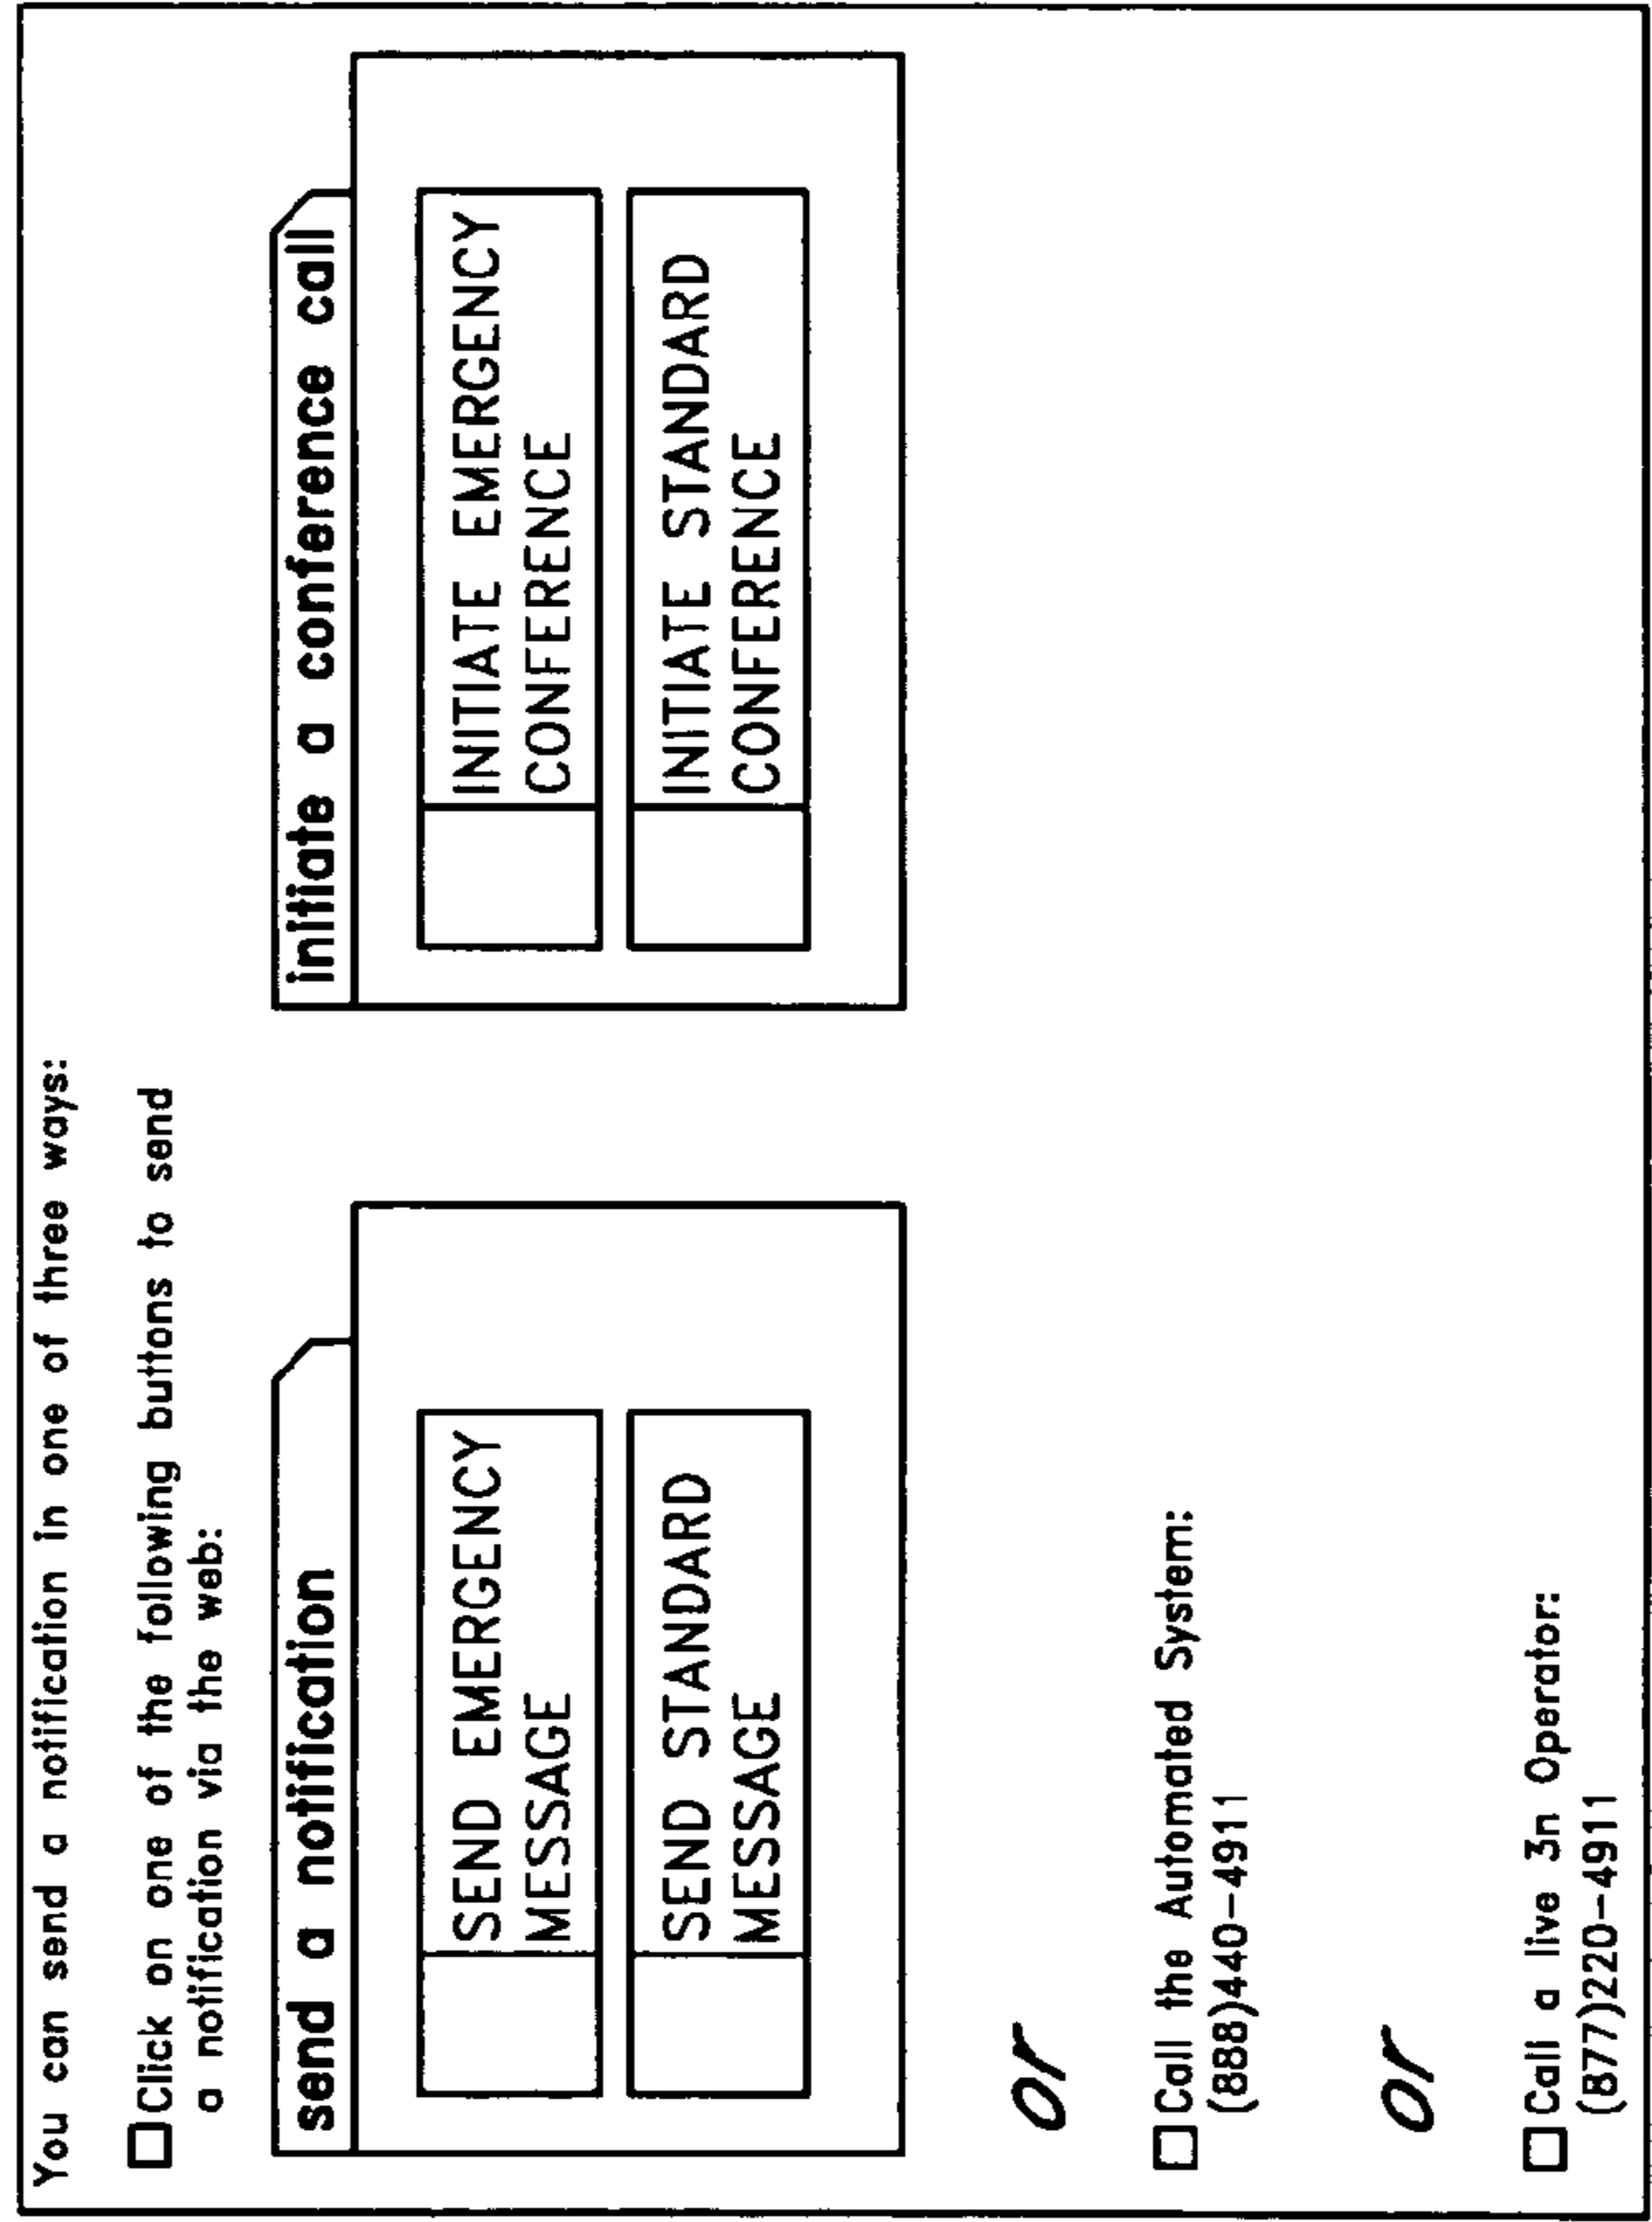 You can send a notification in one of three ways:
Click on one of the following buttons to send
a notification via the web:
send a notification
SEND EMERGENCY
MESSAGE
SEND STANDARD
MESSAGE
initiate a conference call
INITIATE EMERGENCY
CONFERENCE
INITIATE STANDARD
CONFERENCE
or
Call the Automated System:
(888)440-4911
or
Call a live 3n Operator:
(877)220-4911